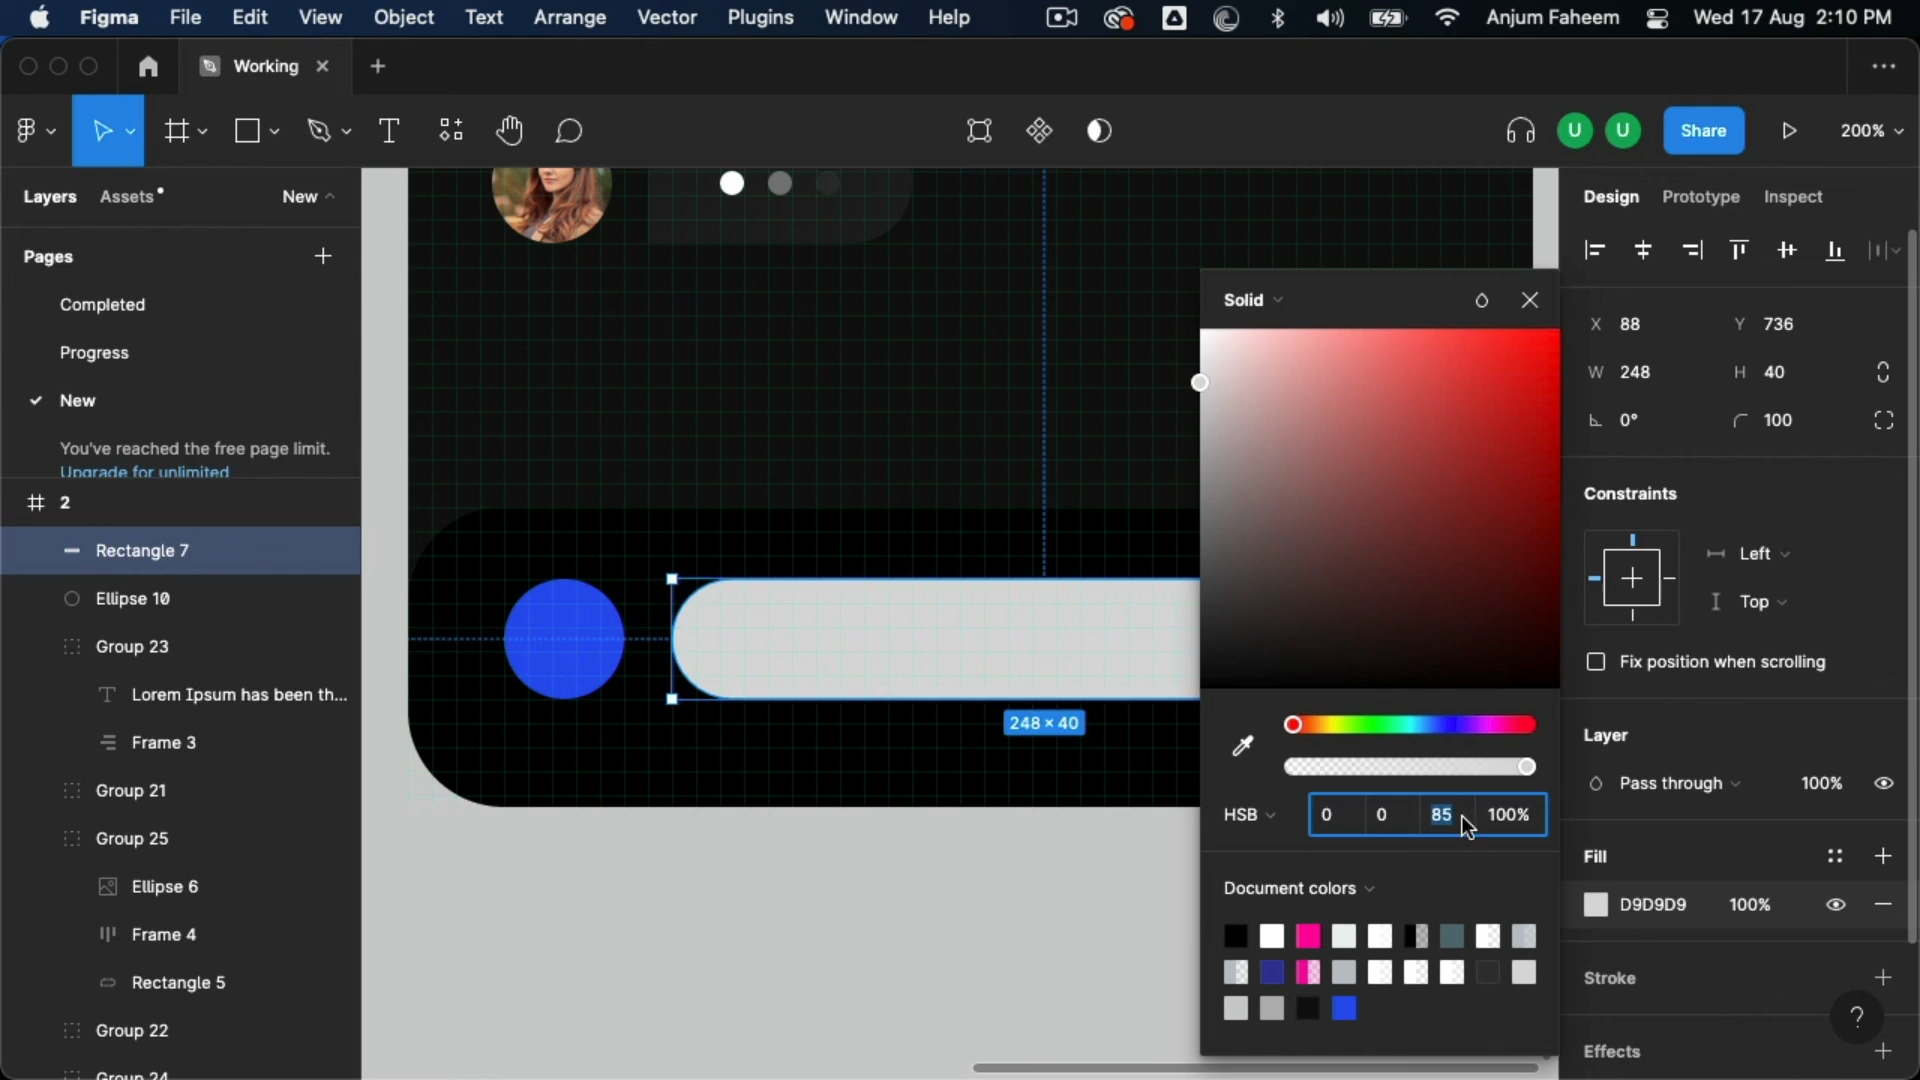 Figma File Edit View Object Text Arrange Vector Plugins Window Help Anjum Faheem Wed 17 Aug 2:10 PM
Working
U U Share 200%
Layers Assets New
Pages
Completed
Progress
New
You've reached the free page limit.
Upgrade for unlimited
2
Rectangle 7
Ellipse 10
Group 23
Lorem Ipsum has been th...
Frame 3
Group 21
Group 25
Ellipse 6
Frame 4
Rectangle 5
Group 22
Group 24
248 × 40
Solid
HSB 0 0 85 100%
Document colors
Design Prototype Inspect
X 88 Y 736
W 248 H 40
0° 100
Constraints
Left
Top
Fix position when scrolling
Layer
Pass through 100%
Fill
D9D9D9 100%
Stroke
?
Effects